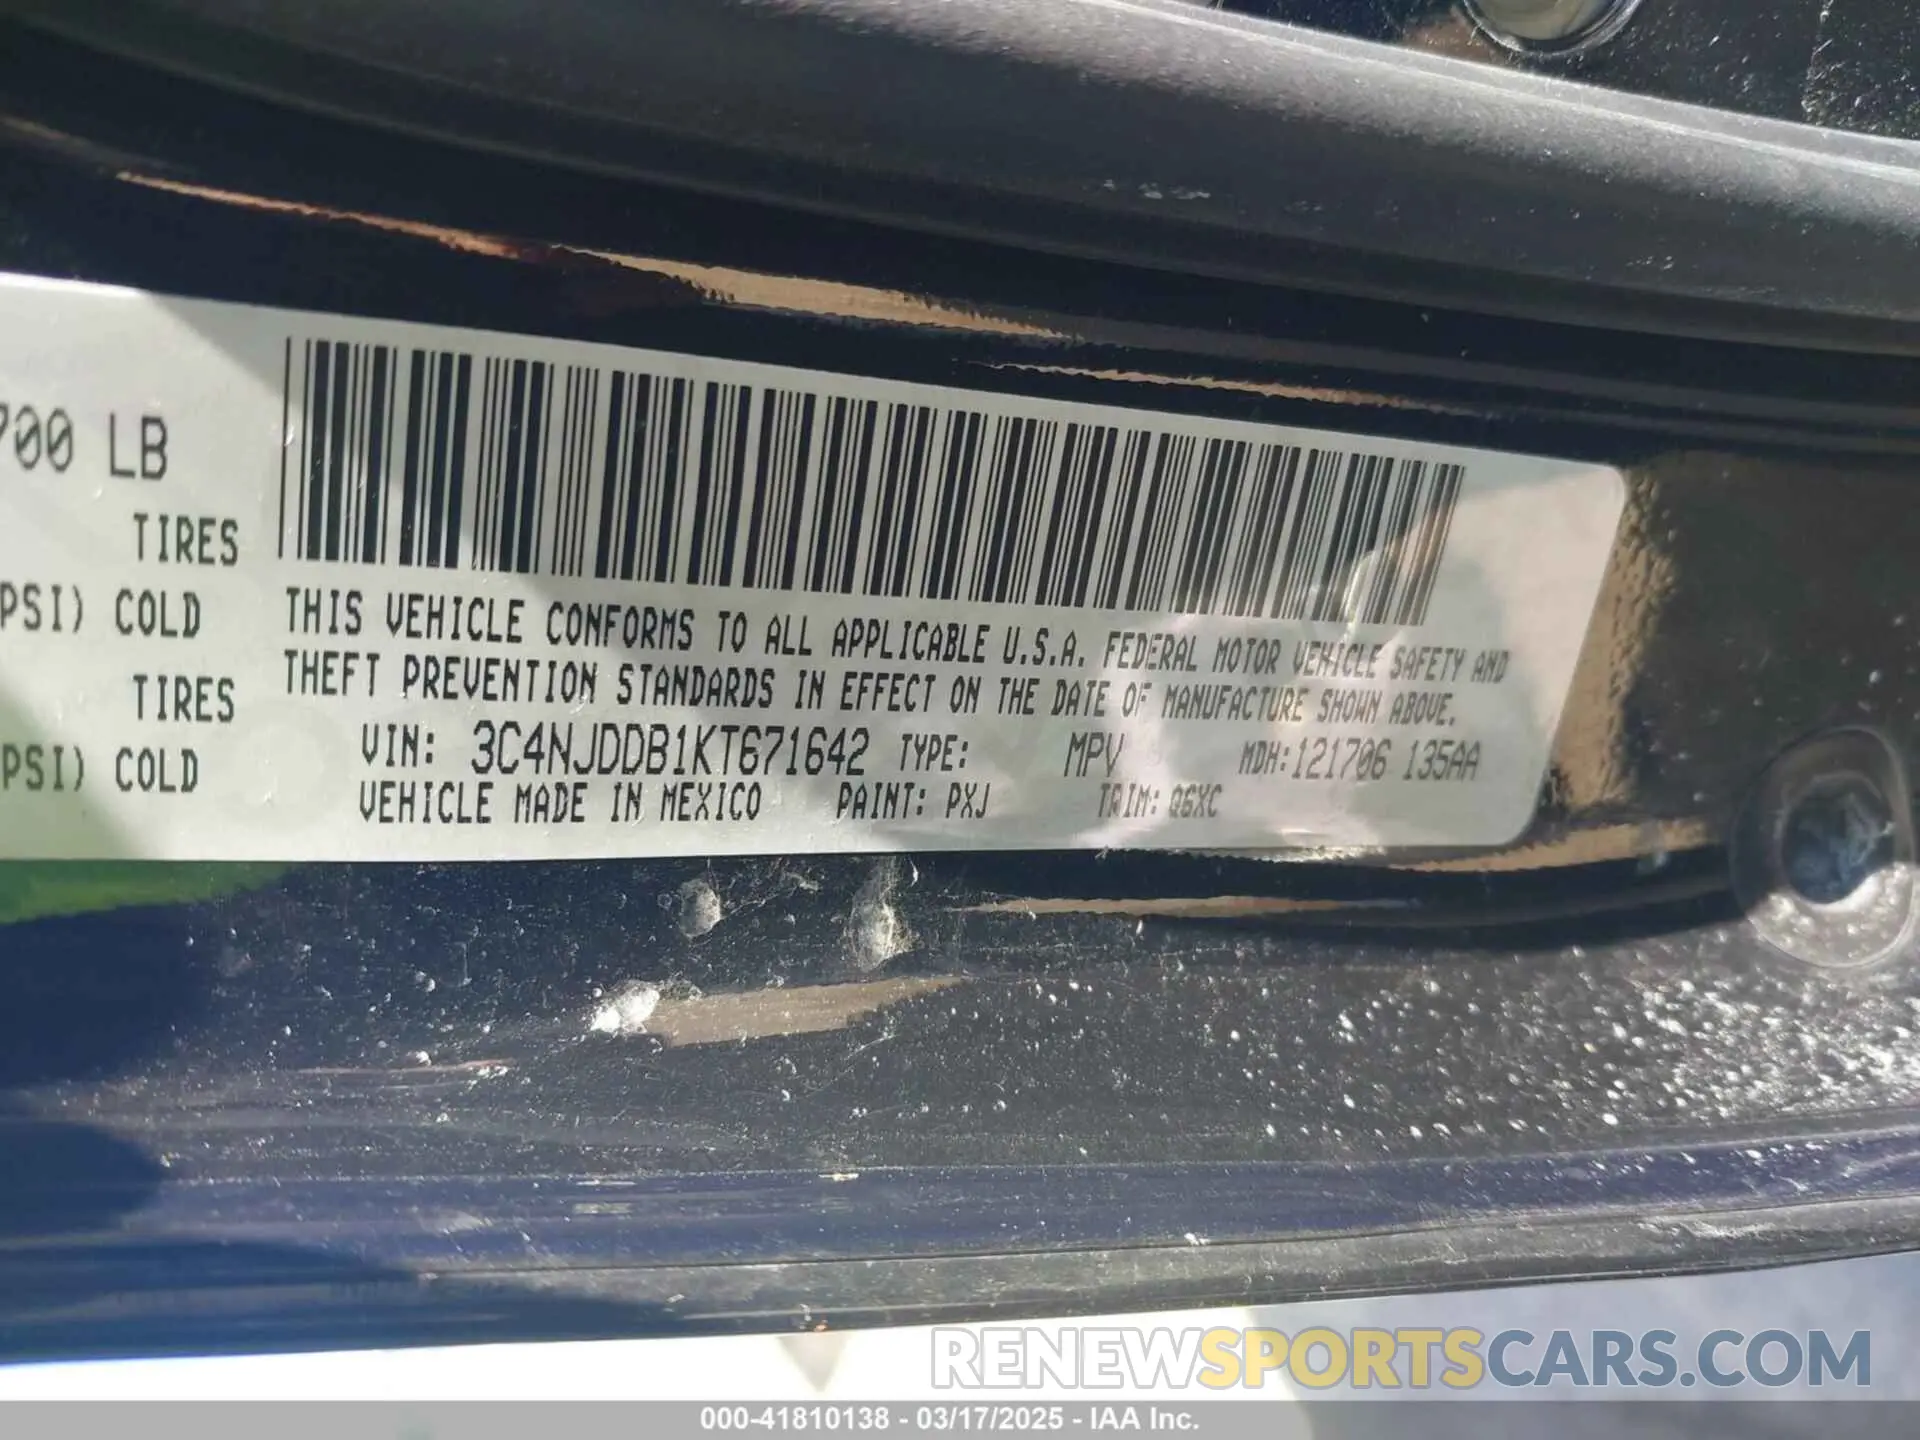 700 LB
TIRES
PSI) COLD
TIRES
PSI) COLD
THIS VEHICLE CONFORMS TO ALL APPLICABLE U.S.A. FEDERAL MOTOR VEHICLE SAFETY AND
THEFT PREVENTION STANDARDS IN EFFECT ON THE DATE OF MANUFACTURE SHOWN ABOVE.
VIN: 3C4NJDDB1KT671642 TYPE: MPV MDH:121706 135AA
VEHICLE MADE IN MEXICO PAINT: PXJ TRIM: Q6XC
RENEWSPORTSCARS.COM
000-41810138 - 03/17/2025 - IAA Inc.